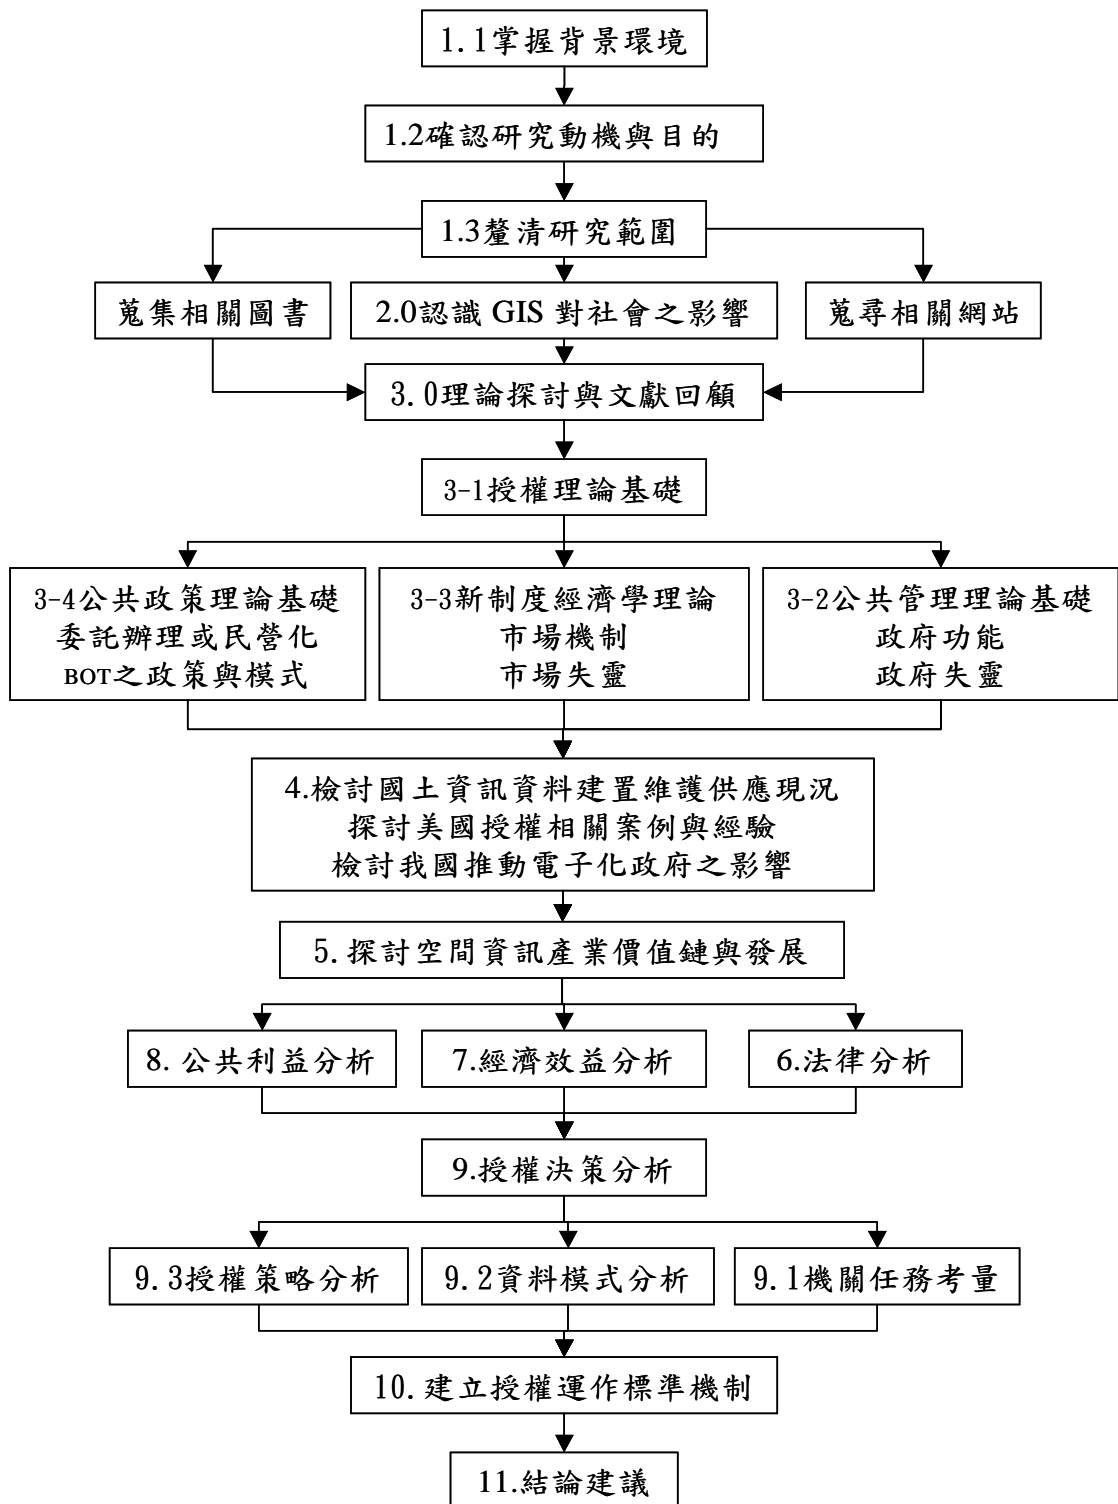 1.1掌握背景環境
1.2確認研究動機與目的
1.3釐清研究範圍
蒐集相關圖書
2.0認識 GIS 對社會之影響
蒐尋相關網站
3.0理論探討與文獻回顧
3-1授權理論基礎
3-4公共政策理論基礎
委託辦理或民營化
BOT之政策與模式
3-3新制度經濟學理論
市場機制
市場失靈
3-2公共管理理論基礎
政府功能
政府失靈
4.檢討國土資訊資料建置維護供應現況
探討美國授權相關案例與經驗
檢討我國推動電子化政府之影響
5.探討空間資訊產業價值鏈與發展
8.公共利益分析
7.經濟效益分析
6.法律分析
9.授權決策分析
9.3授權策略分析
9.2資料模式分析
9.1機關任務考量
10.建立授權運作標準機制
11.結論建議